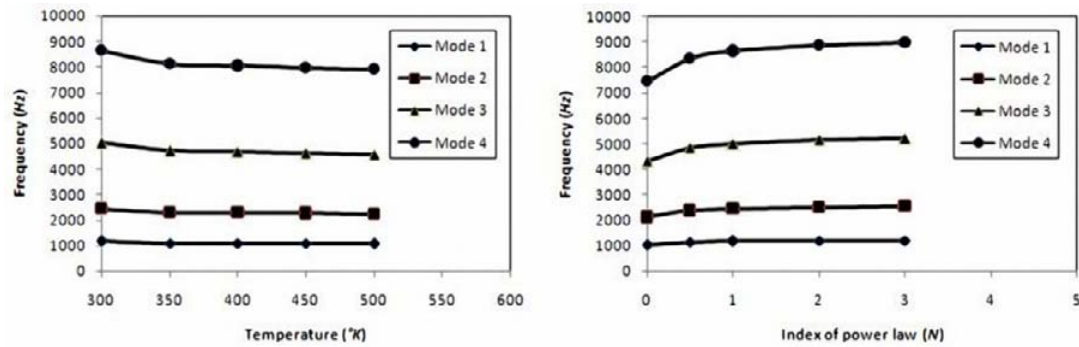 10000
9000
8000
7000
6000
5000
4000
3000
2000
1000
0
Frequency (Hz)
Mode 1
Mode 2
Mode 3
Mode 4
300 350 400 450 500 550 600
Temperature (°K)
10000
9000
8000
7000
6000
5000
4000
3000
2000
1000
0
Frequency (Hz)
Mode 1
Mode 2
Mode 3
Mode 4
0 1 2 3 4 5
Index of power law (N)